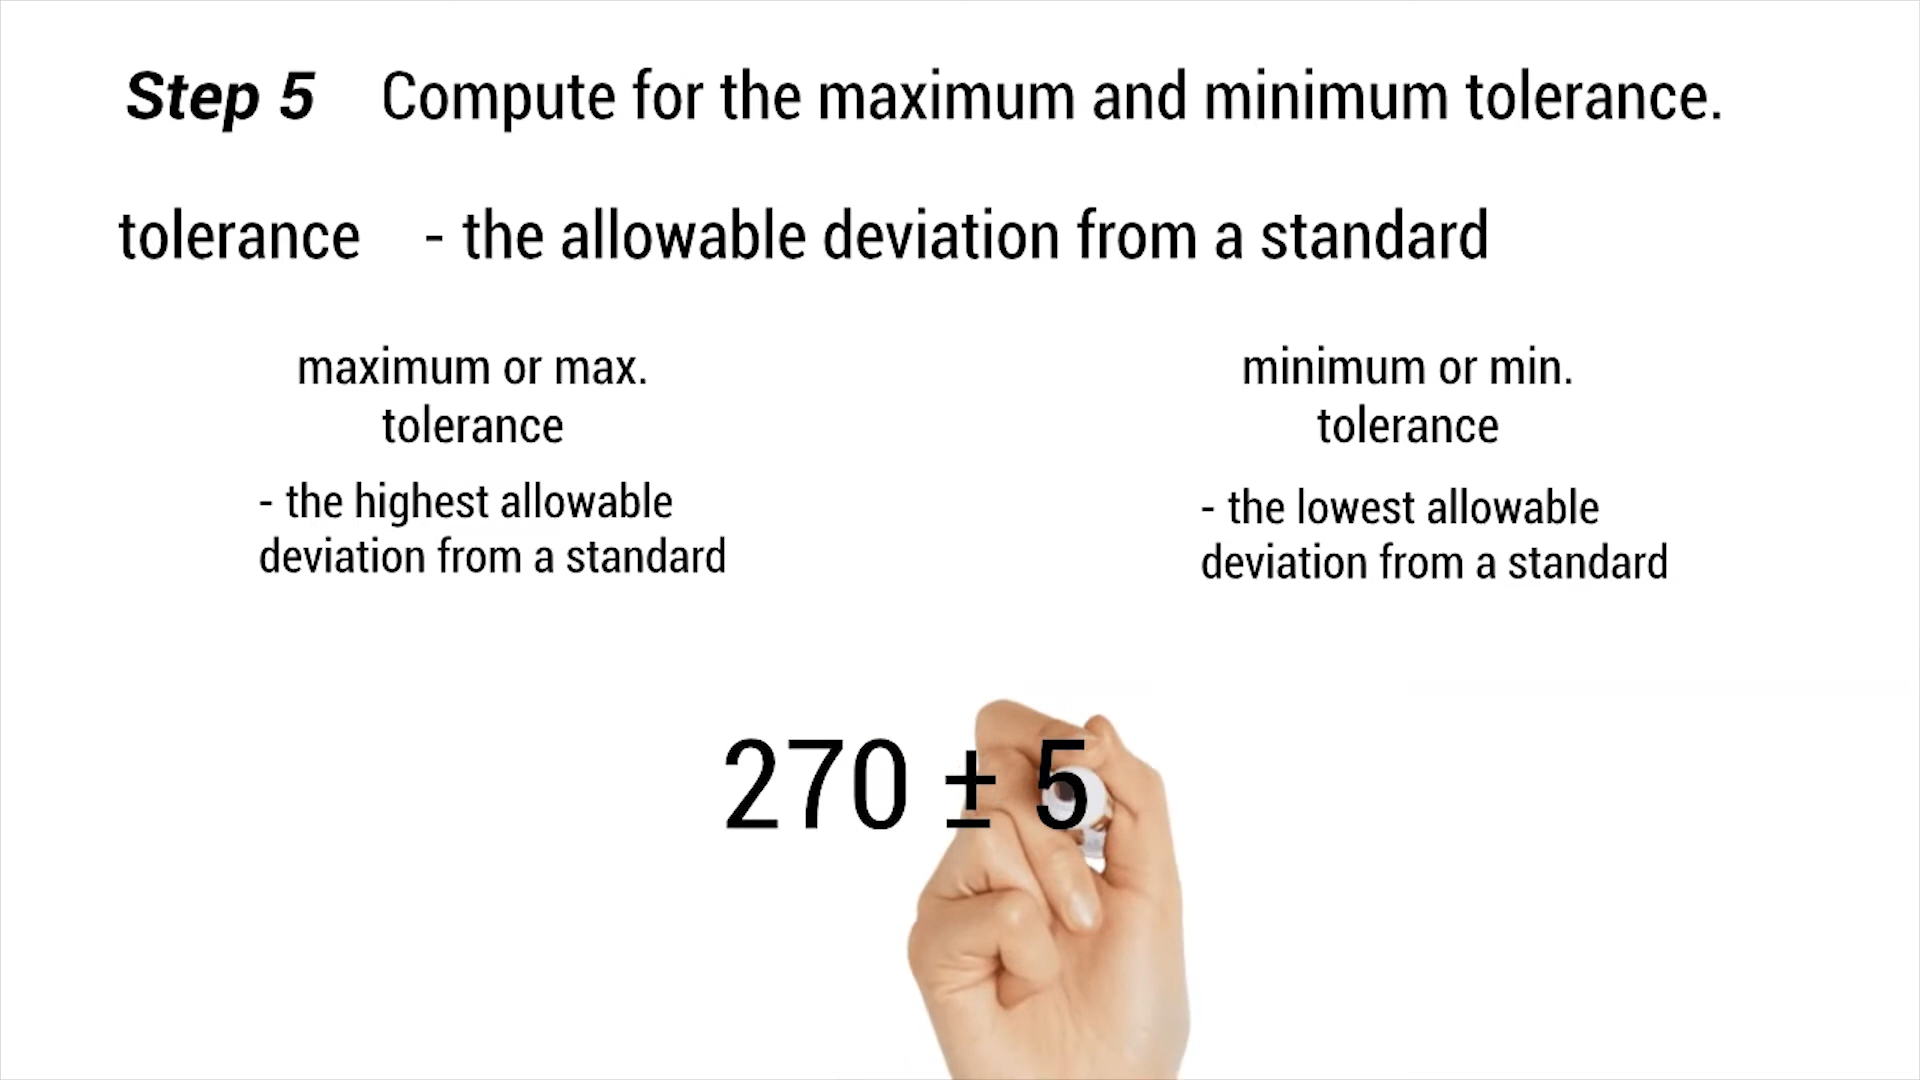 Step 5 Compute for the maximum and minimum tolerance.
tolerance - the allowable deviation from a standard
maximum or max.
tolerance
- the highest allowable
deviation from a standard
minimum or min.
tolerance
- the lowest allowable
deviation from a standard
270 ± 5